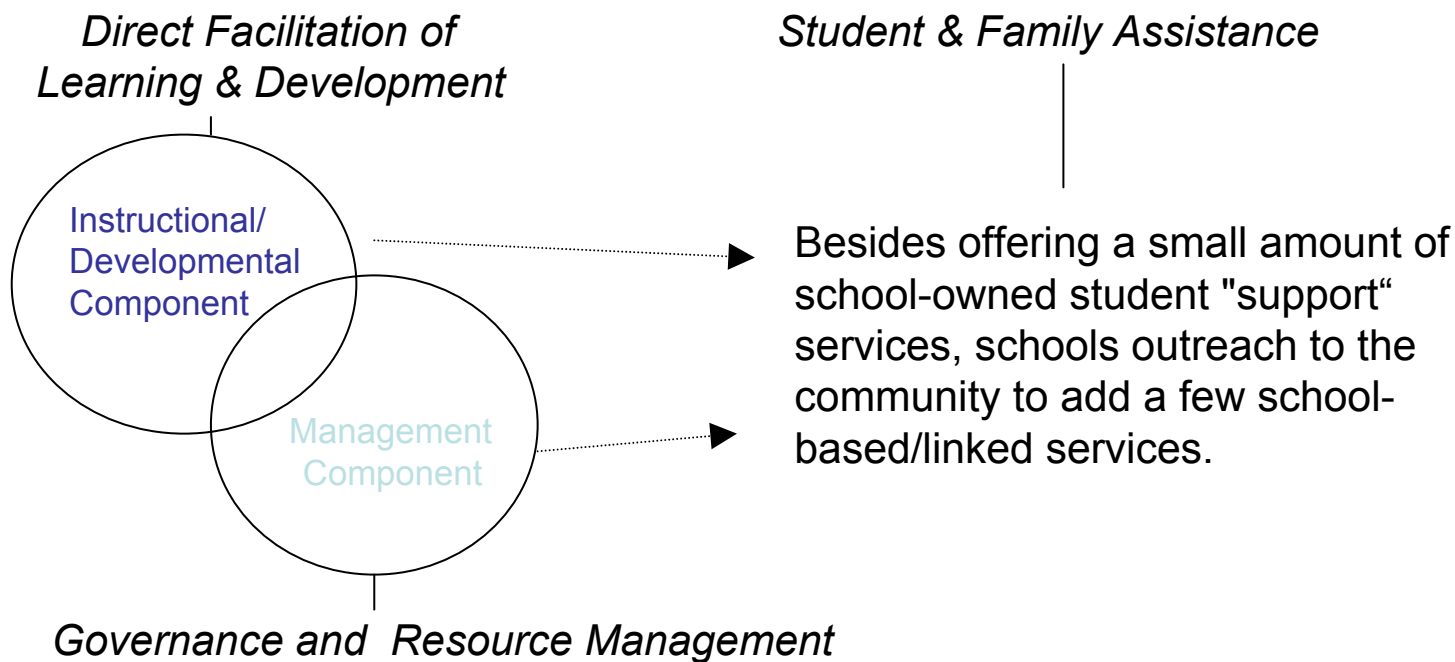 Direct Facilitation of
Learning & Development
Student & Family Assistance
Instructional/
Developmental
Component
Management
Component
Besides offering a small amount of
school-owned student "support“
services, schools outreach to the
community to add a few school-
based/linked services.
Governance and  Resource Management